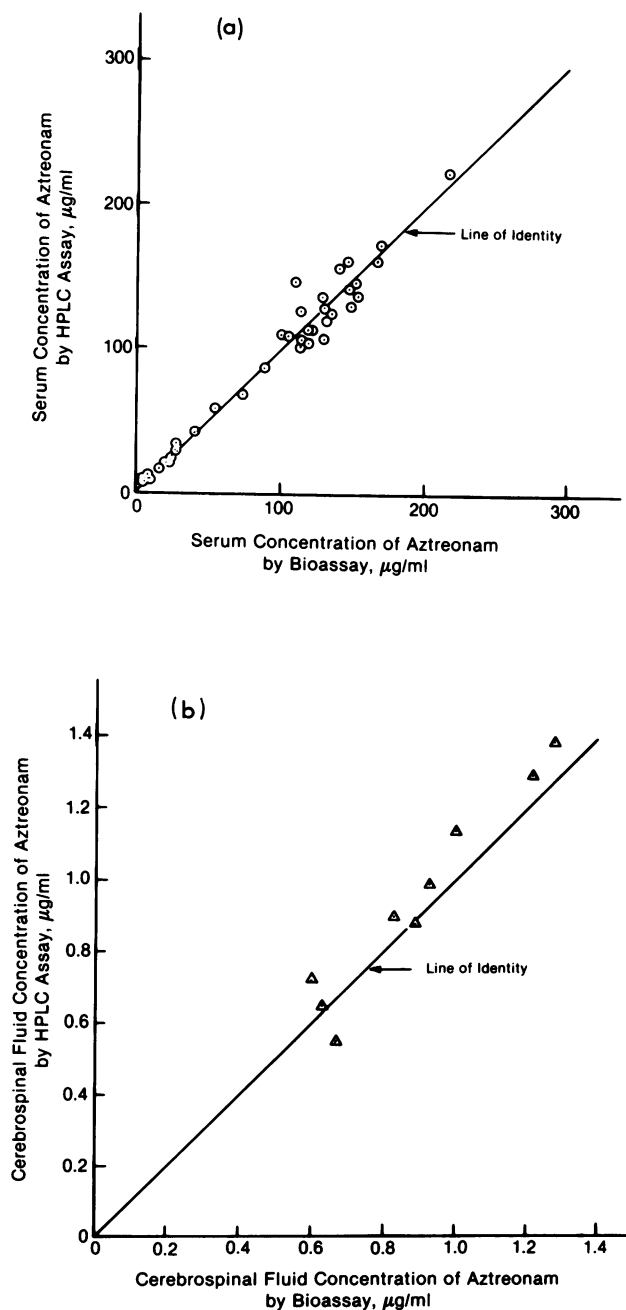 (a)
300
200
100
0
Serum Concentration of Aztreonam
by HPLC Assay, μg/ml
Line of Identity
0
100
200
300
Serum Concentration of Aztreonam
by Bioassay, μg/ml
(b)
1.4
1.2
1.0
0.8
0.6
0.4
0.2
0
Cerebrospinal Fluid Concentration of Aztreonam
by HPLC Assay, μg/ml
Line of Identity
0
0.2
0.4
0.6
0.8
1.0
1.2
1.4
Cerebrospinal Fluid Concentration of Aztreonam
by Bioassay, μg/ml